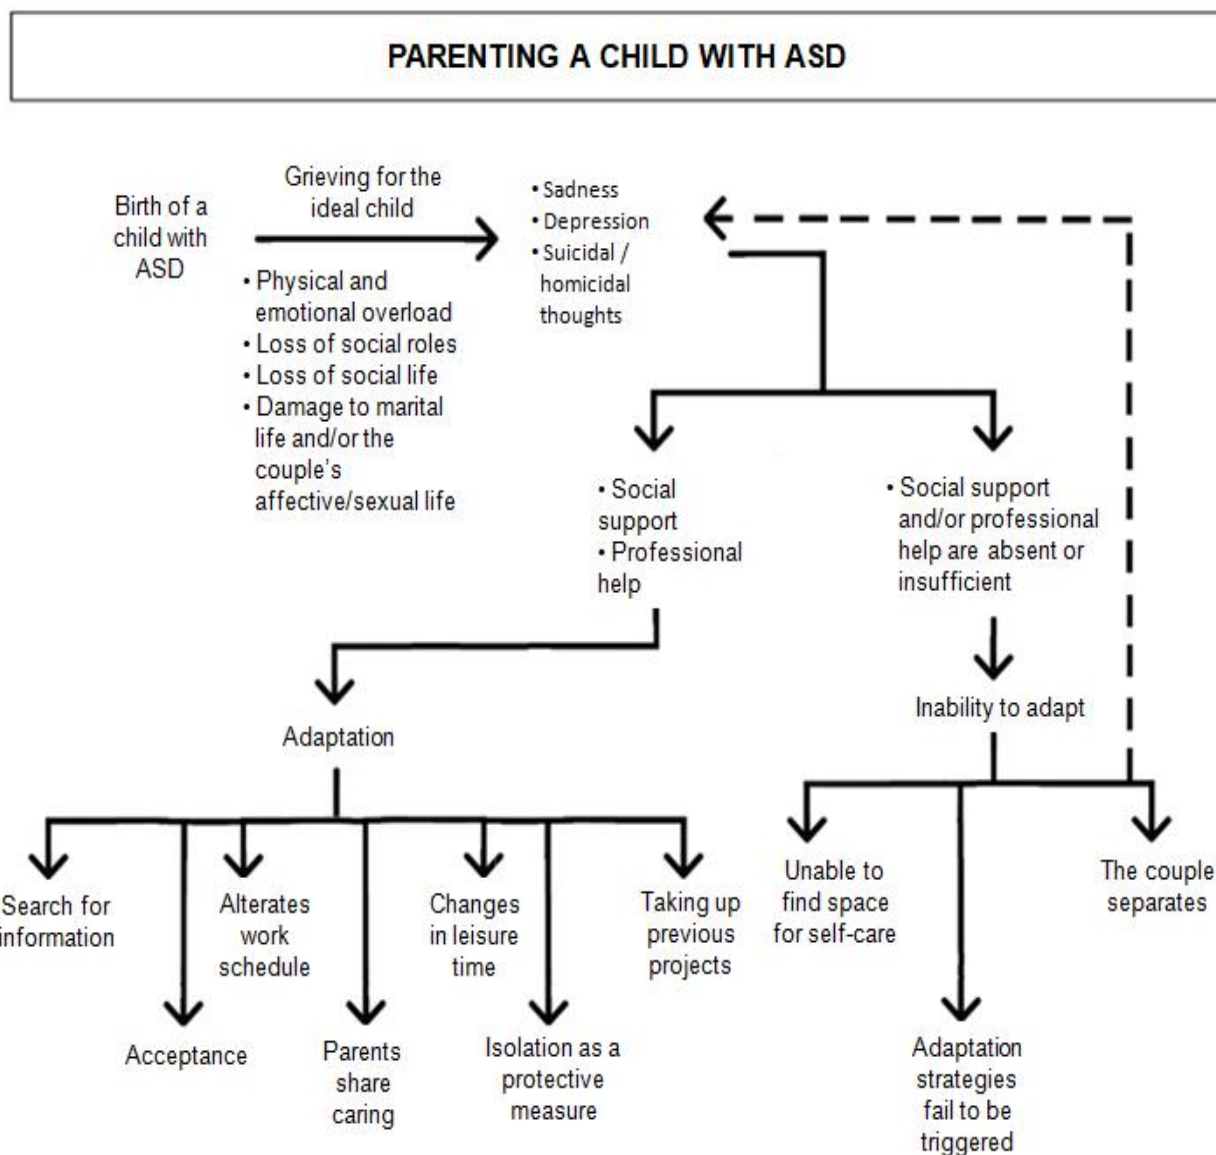 PARENTING A CHILD WITH ASD
Birth of a
child with
ASD
Grieving for the
ideal child
• Physical and
emotional overload
• Loss of social roles
• Loss of social life
• Damage to marital
life and/or the
couple's
affective/sexual life
• Sadness
• Depression
• Suicidal /
homicidal
thoughts
• Social
support
• Professional
help
• Social support
and/or professional
help are absent or
insufficient
Adaptation
Inability to adapt
Search for
information
Acceptance
Alterates
work
schedule
Parents
share
caring
Changes
in leisure
time
Isolation as a
protective
measure
Taking up
previous
projects
Unable to
find space
for self-care
Adaptation
strategies
fail to be
triggered
The couple
separates